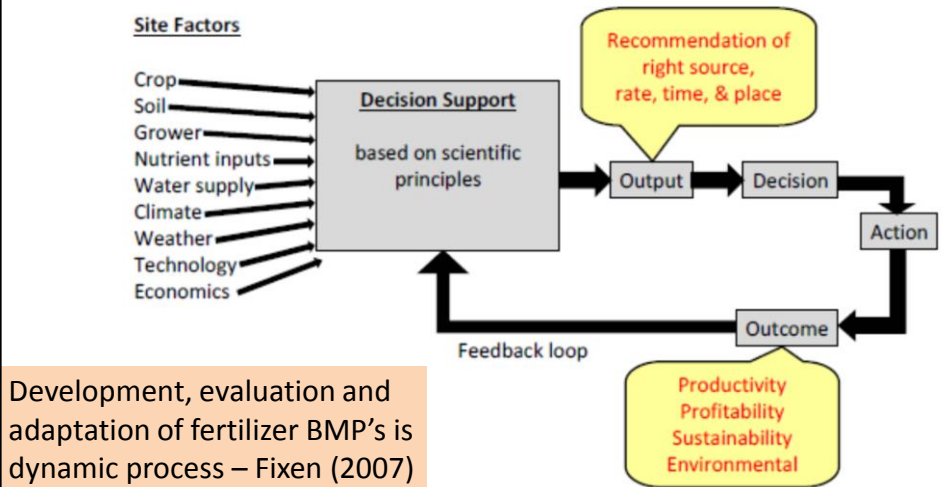 Site Factors
Crop
Soil
Grower
Nutrient inputs
Water supply
Climate
Weather
Technology
Economics
Decision Support
based on scientific
principles
Recommendation of
right source,
rate, time, & place
Output
Decision
Action
Outcome
Feedback loop
Productivity
Profitability
Sustainability
Environmental
Development, evaluation and
adaptation of fertilizer BMP's is
dynamic process – Fixen (2007)